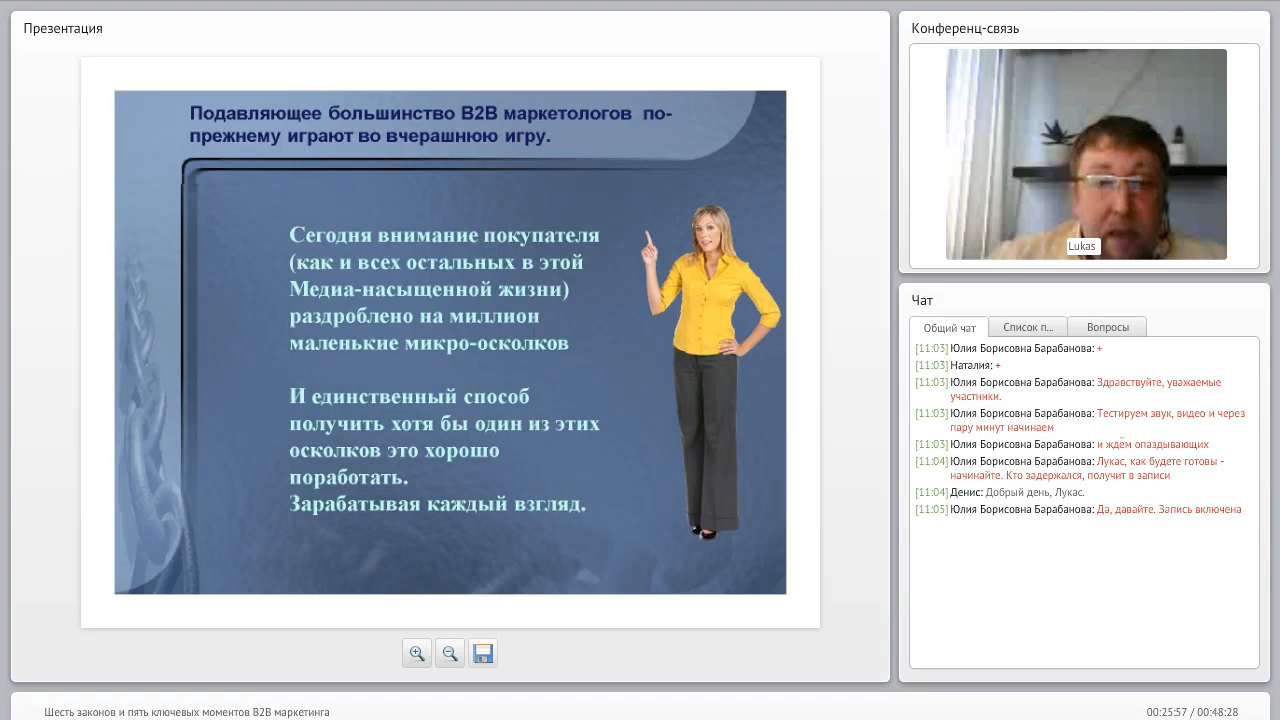 Презентация
Подавляющее большинство B2B маркетологов по-
прежнему играют во вчерашнюю игру.
Сегодня внимание покупателя
(как и всех остальных в этой
Медиа-насыщенной жизни)
раздроблено на миллион
маленькие микро-осколков
И единственный способ
получить хотя бы один из этих
осколков это хорошо
поработать.
Зарабатывая каждый взгляд.
Конференц-связь
Lukas
Чат
Общий чат
Список п...
Вопросы
[11:03] Юлия Борисовна Барабанова: +
[11:03] Наталия: +
[11:03] Юлия Борисовна Барабанова: Здравствуйте, уважаемые
участники.
[11:03] Юлия Борисовна Барабанова: Тестируем звук, видео и через
пару минут начинаем
[11:03] Юлия Борисовна Барабанова: и ждём опаздывающих
[11:04] Юлия Борисовна Барабанова: Лукас, как будете готовы -
начинайте. Кто задержался, получит в записи
[11:04] Денис: Добрый день, Лукас.
[11:05] Юлия Борисовна Барабанова: Да, давайте. Запись включена
Шесть законов и пять ключевых моментов B2B маркетинга
00:25:57 / 00:48:28